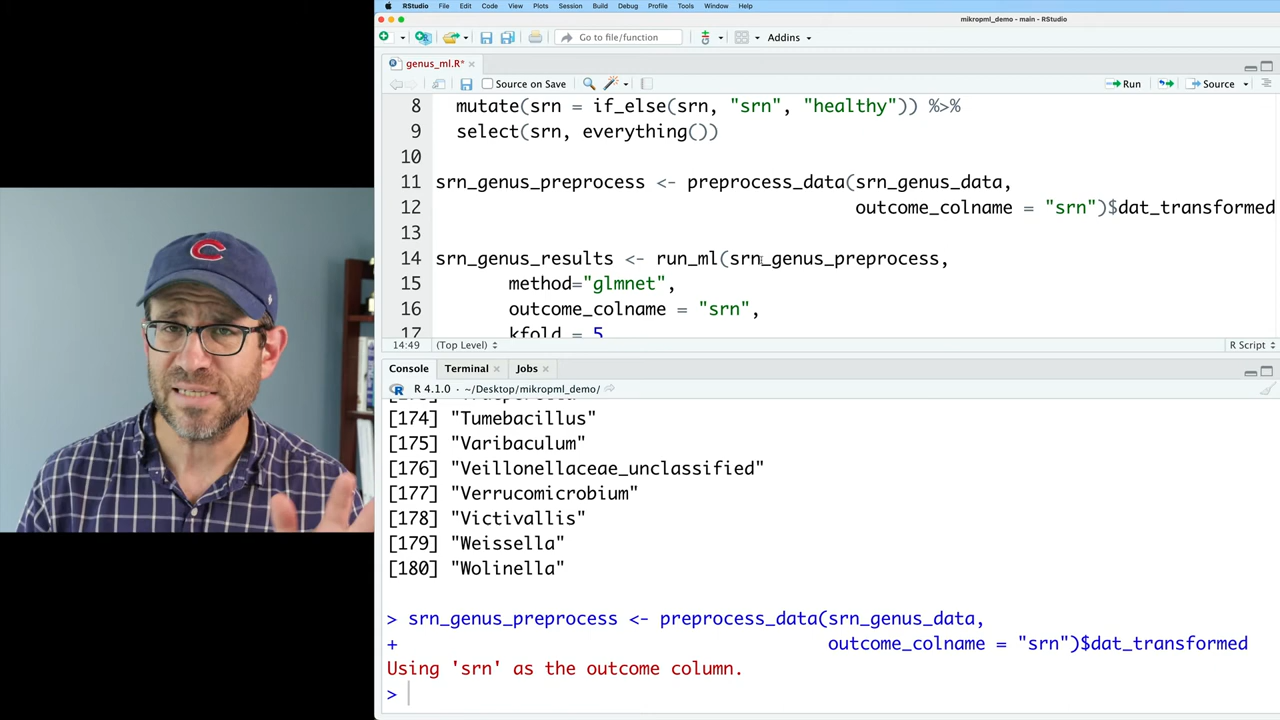 RStudio File Edit Code View Plots Session Build Debug Profile Tools Window Help
mikropml_demo - main - RStudio
Go to file/function Addins
genus_ml.R*
Source on Save Run Source
8 mutate(srn = if_else(srn, "srn", "healthy")) %>%
9 select(srn, everything())
10
11 srn_genus_preprocess <- preprocess_data(srn_genus_data,
12 outcome_colname = "srn")$dat_transformed
13
14 srn_genus_results <- run_ml(srn_genus_preprocess,
15 method="glmnet",
16 outcome_colname = "srn",
17 kfold = 5
14:49 (Top Level) R Script
Console Terminal Jobs
R 4.1.0 · ~/Desktop/mikropml_demo/
[174] "Tumebacillus"
[175] "Varibaculum"
[176] "Veillonellaceae_unclassified"
[177] "Verrucomicrobium"
[178] "Victivallis"
[179] "Weissella"
[180] "Wolinella"
> srn_genus_preprocess <- preprocess_data(srn_genus_data,
+ outcome_colname = "srn")$dat_transformed
Using 'srn' as the outcome column.
>
C